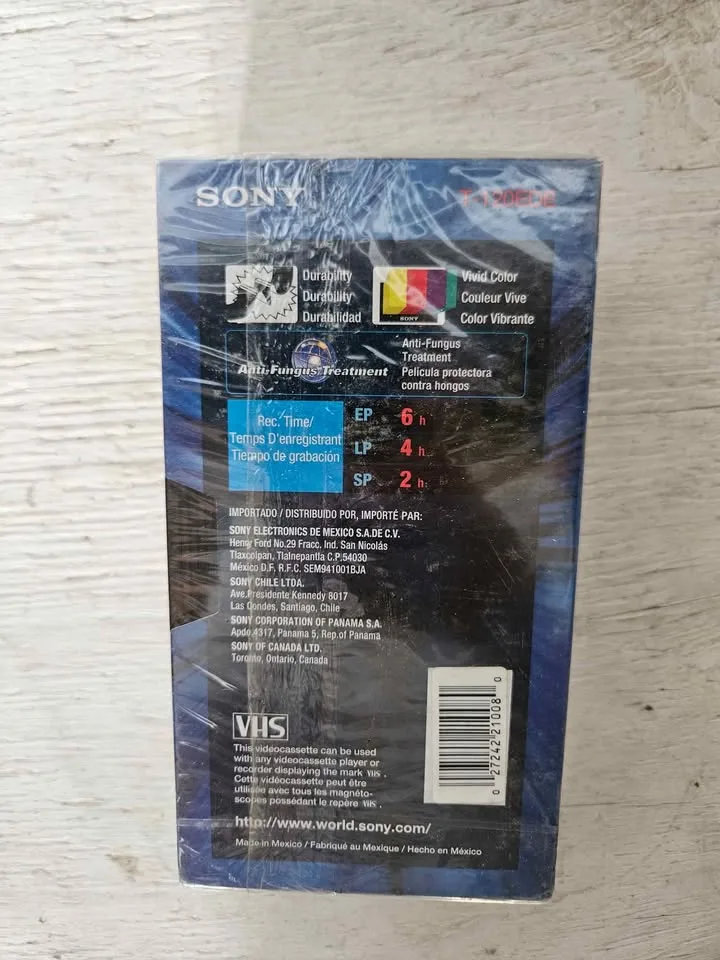 SONY
T-120EDE
Durability
Durability
Durabilidad
SONY
Vivid Color
Couleur Vive
Color Vibrante
Anti-Fungus Treatment
Anti-Fungus
Treatment
Pelicula protectora
contra hongos
Rec. Time/
Temps D'enregistrant
Tiempo de grabación
EP 6 h
LP 4 h
SP 2 h
IMPORTADO / DISTRIBUIDO POR, IMPORTÉ PAR:
SONY ELECTRONICS DE MEXICO S.A.DE C.V.
Henry Ford No.29 Fracc. Ind. San Nicolás
Tlaxcolpan, Tlalnepantla C.P.54030
México D.F, R.F.C. SEM941001BJA
SONY CHILE LTDA.
Ave.Presidente Kennedy 8017
Las Condes, Santiago, Chile
SONY CORPORATION OF PANAMA S.A.
Apdo.4317, Panama 5, Rep.of Panama
SONY OF CANADA LTD.
Toronto, Ontario, Canada
VHS
This videocassette can be used
with any videocassette player or
recorder displaying the mark VHS .
Cette vidéocassette peut être
utilisée avec tous les magnéto-
scopes possédant le repère VHS .
http://www.world.sony.com/
Made in Mexico / Fabriqué au Mexique / Hecho en México
0 27242 21008 0